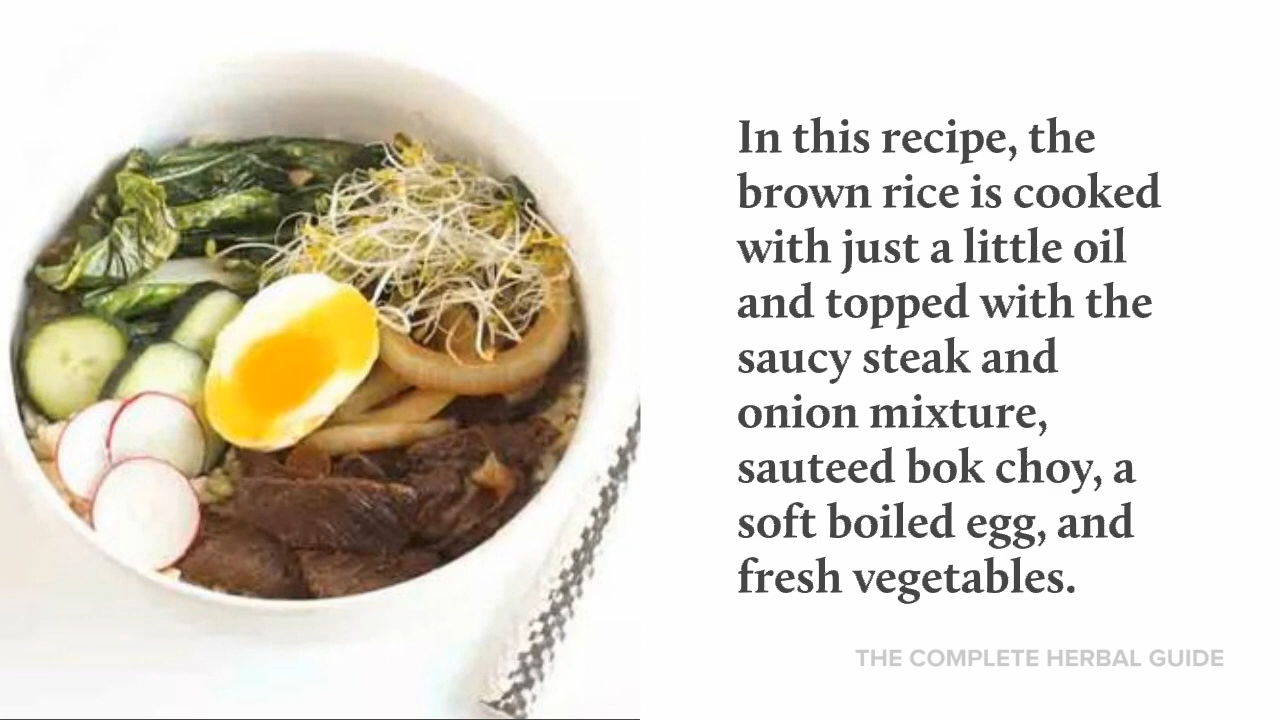 In this recipe, the
brown rice is cooked
with just a little oil
and topped with the
saucy steak and
onion mixture,
sauteed bok choy, a
soft boiled egg, and
fresh vegetables.
THE COMPLETE HERBAL GUIDE